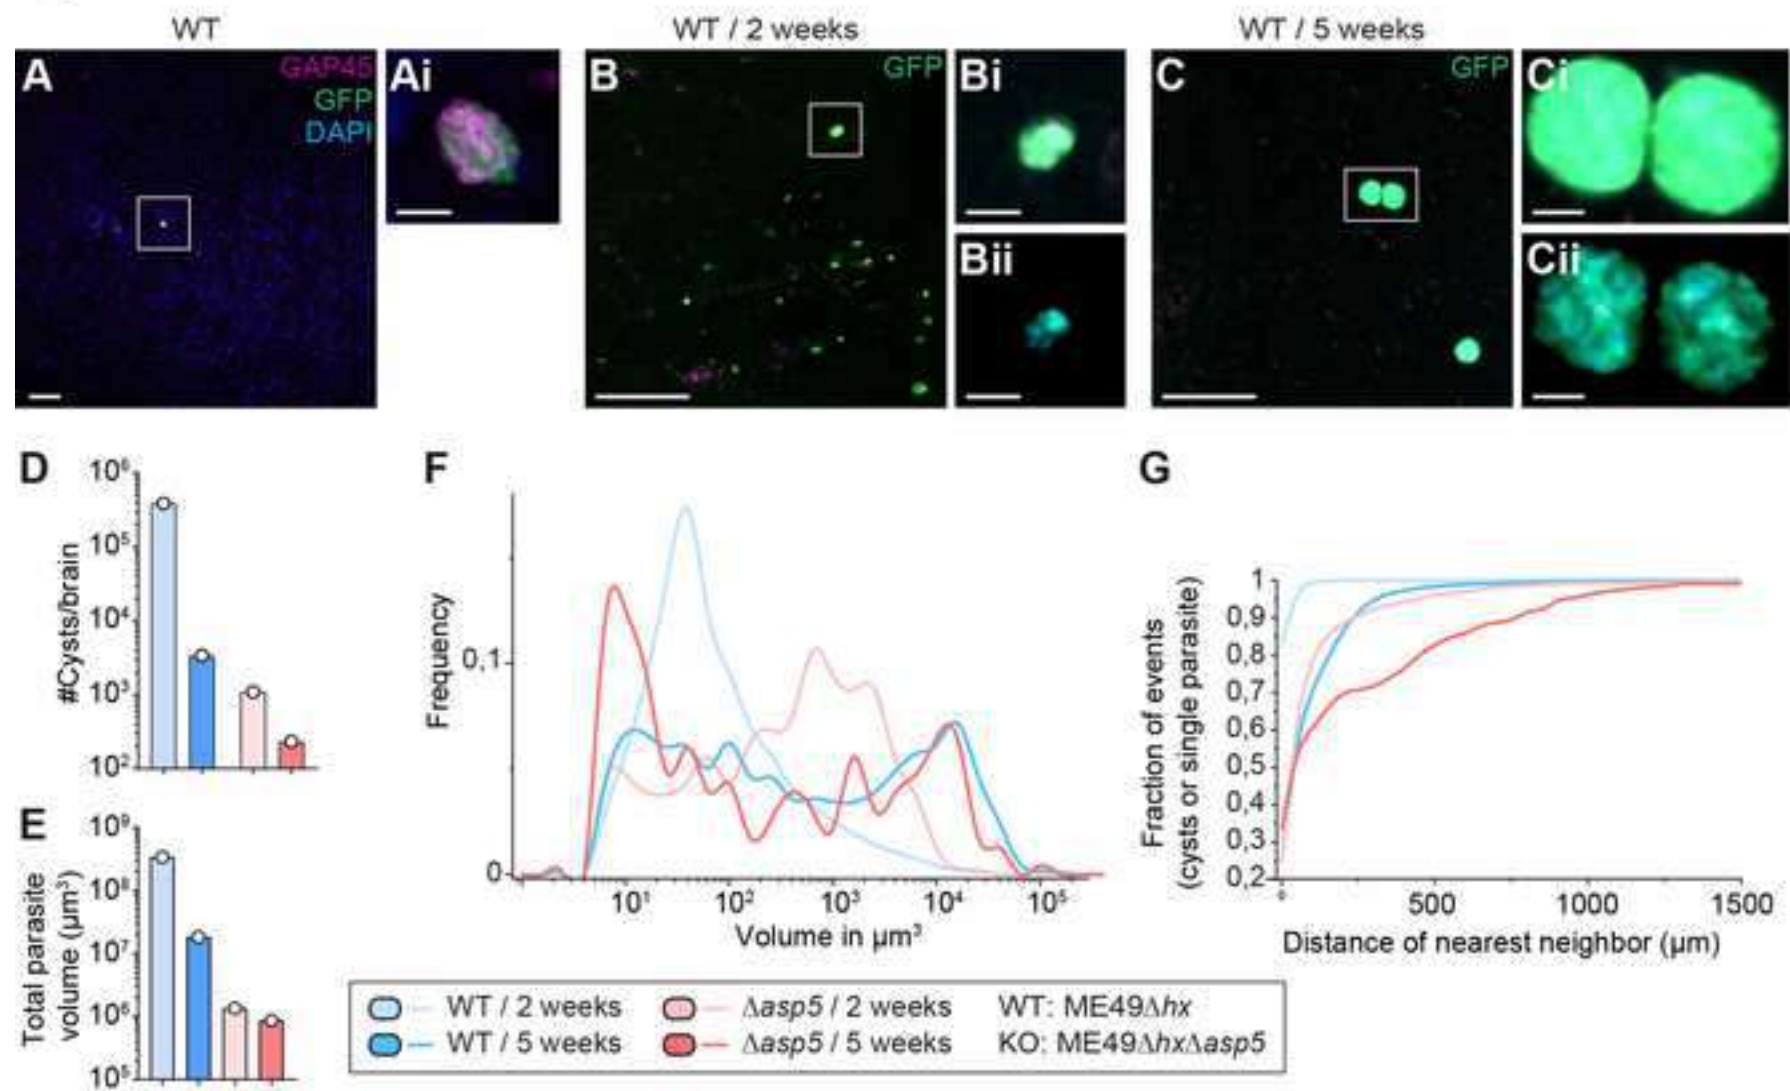 WT
WT / 2 weeks
WT / 5 weeks
A
GAP45
GFP
DAPI
Ai
B
GFP
Bi
Bii
C
GFP
Ci
Cii
D
#Cysts/brain
10⁶
10⁵
10⁴
10³
10²
E
Total parasite
volume (µm³)
10⁹
10⁸
10⁷
10⁶
10⁵
F
Frequency
0,1
0
10¹ 10² 10³ 10⁴ 10⁵
Volume in µm³
G
Fraction of events
(cysts or single parasite)
1
0,9
0,8
0,7
0,6
0,5
0,4
0,3
0,2
0 500 1000 1500
Distance of nearest neighbor (µm)
WT / 2 weeks Δasp5 / 2 weeks WT: ME49Δhx
WT / 5 weeks Δasp5 / 5 weeks KO: ME49ΔhxΔasp5